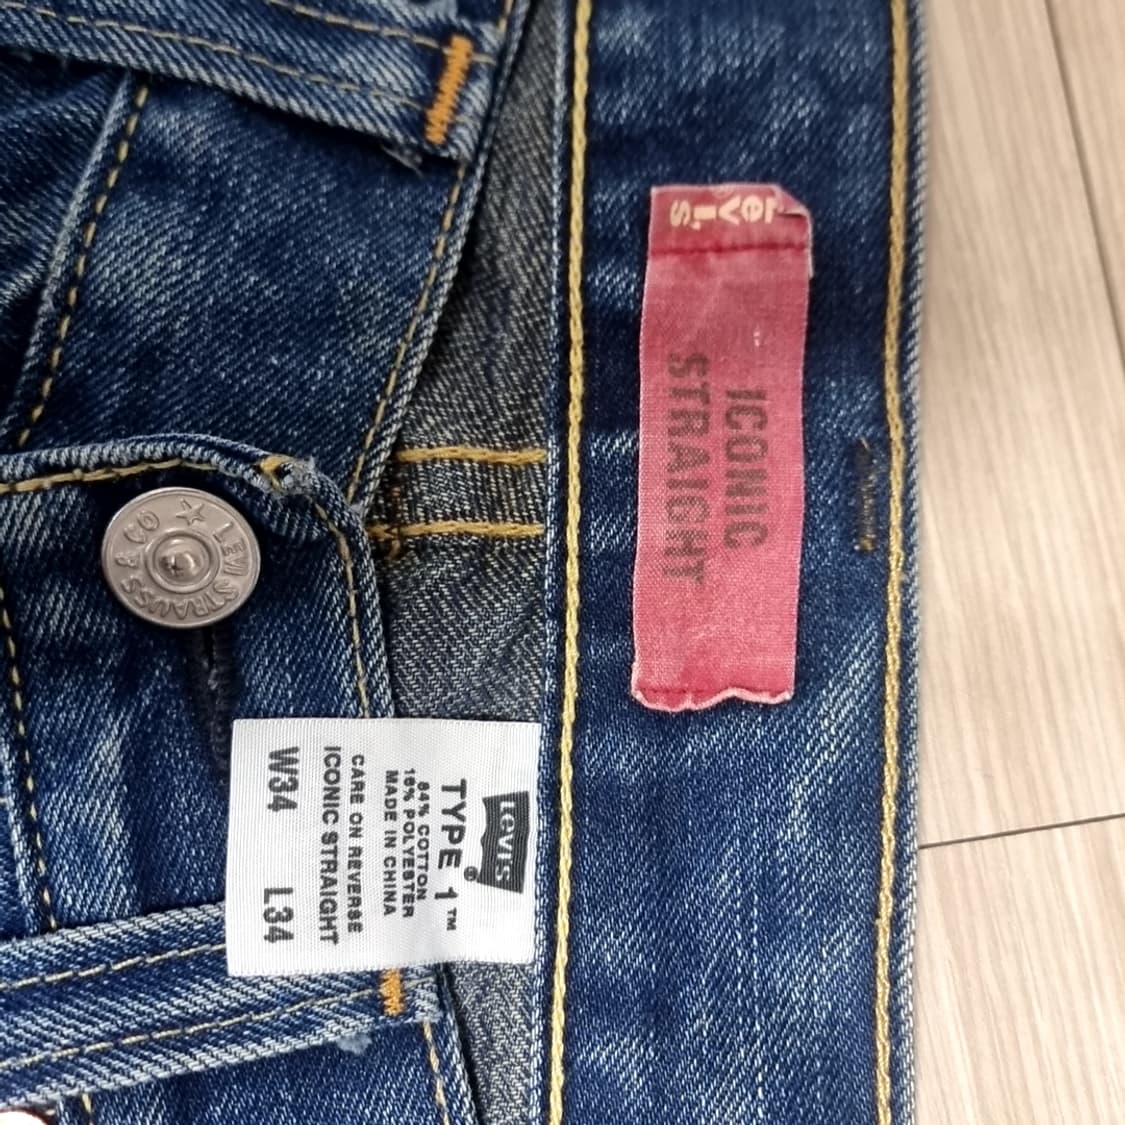 Levi's
ICONIC
STRAIGHT
LEVI STRAUSS & CO
Levi's®
TYPE 1™
84% COTTON
16% POLYESTER
MADE IN CHINA
CARE ON REVERSE
ICONIC STRAIGHT
W34 L34